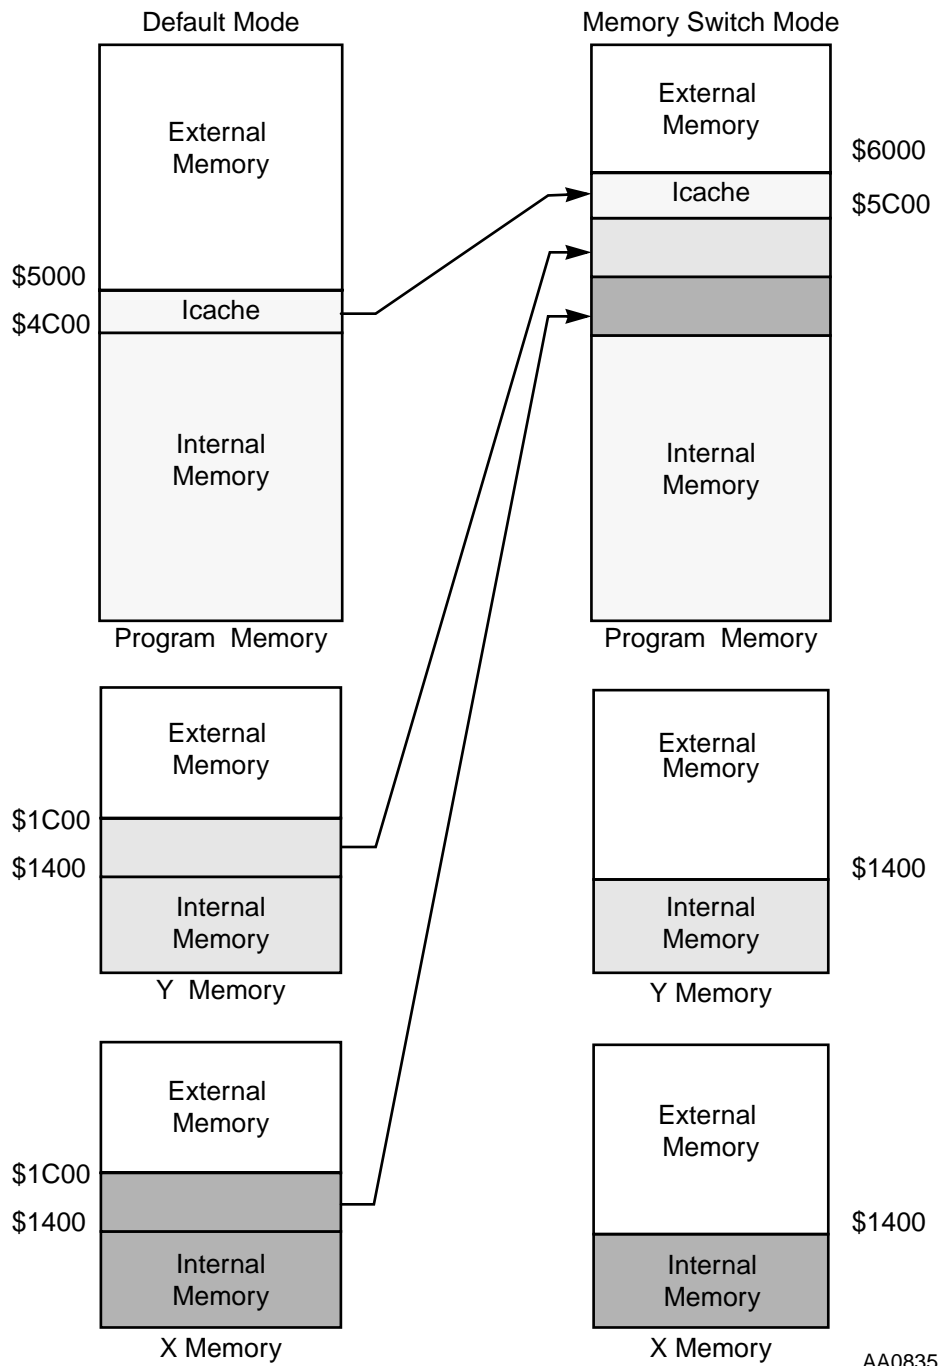 Default Mode
External
Memory
$5000
Icache
$4C00
Internal
Memory
Program Memory
External
Memory
$1C00
$1400
Internal
Memory
Y Memory
External
Memory
$1C00
$1400
Internal
Memory
X Memory
Memory Switch Mode
External
Memory
$6000
Icache
$5C00
Internal
Memory
Program Memory
External
Memory
$1400
Internal
Memory
Y Memory
External
Memory
$1400
Internal
Memory
X Memory
AA0835